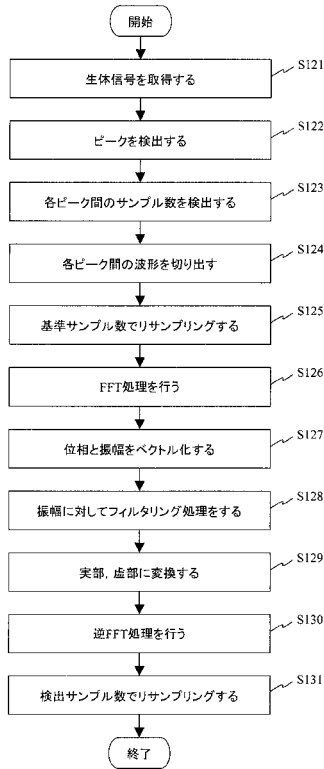 開始
S121
生体信号を取得する
S122
ピークを検出する
S123
各ピーク間のサンプル数を検出する
S124
各ピーク間の波形を切り出す
S125
基準サンプル数でリサンプリングする
S126
FFT処理を行う
S127
位相と振幅をベクトル化する
S128
振幅に対してフィルタリング処理をする
S129
実部，虚部に変換する
S130
逆FFT処理を行う
S131
検出サンプル数でリサンプリングする
終了